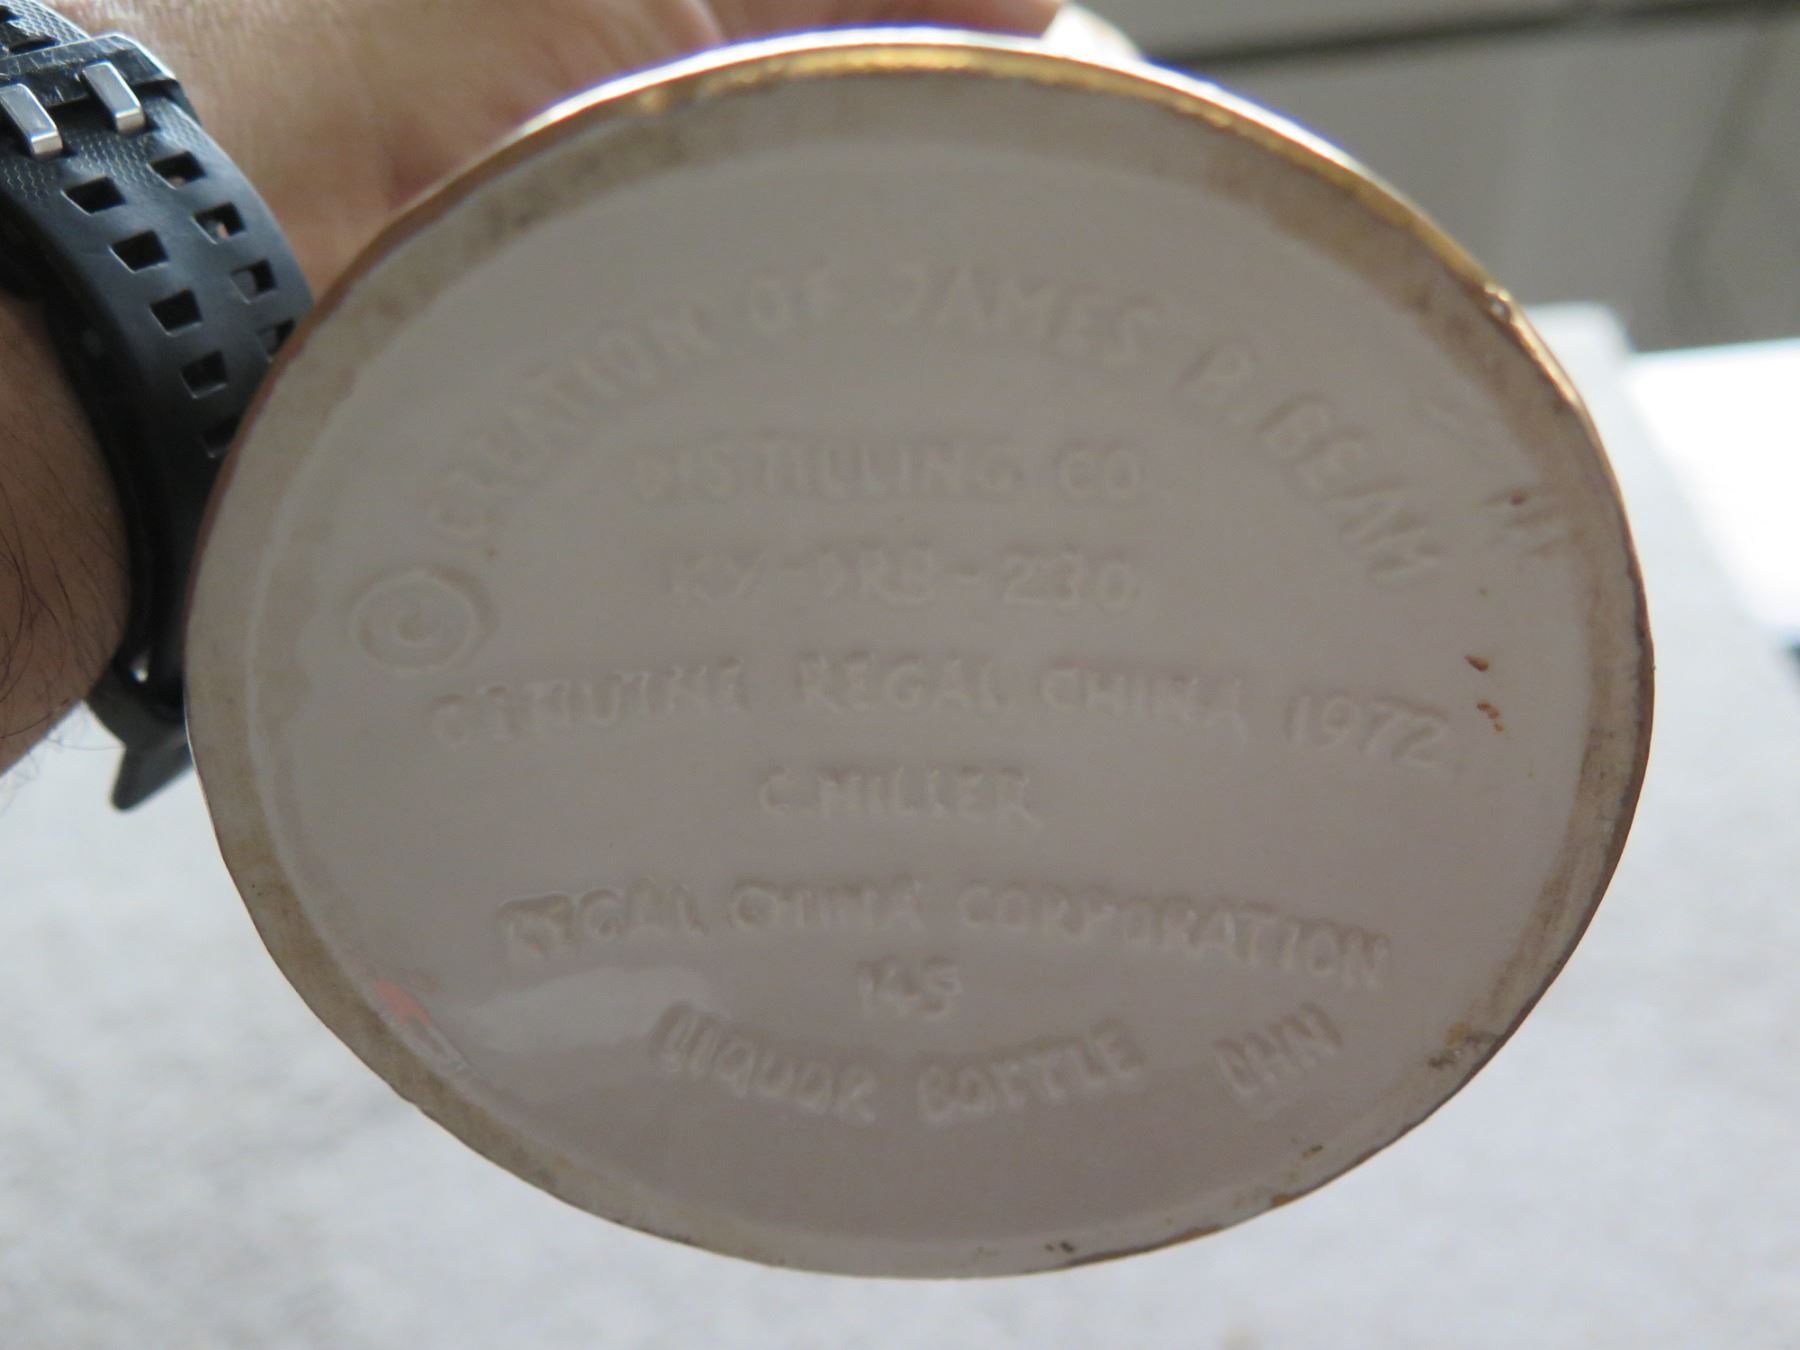 © CREATION OF JAMES B. BEAM
DISTILLING CO.
KY-DRB-230
GENUINE REGAL CHINA 1972
C. MILLER
REGAL CHINA CORPORATION
145
LIQUOR BOTTLE